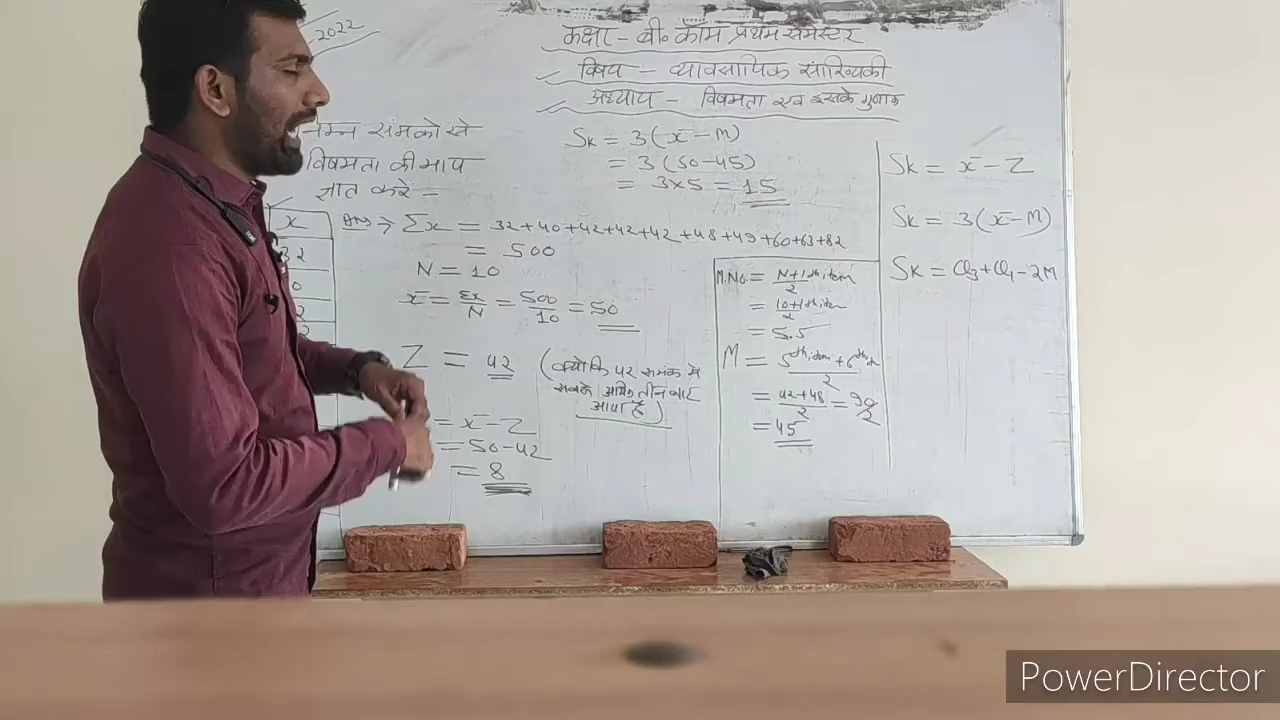 2022
कक्षा - बी० कॉम प्रथम सेमेस्टर
विषय - व्यावसायिक सांख्यिकी
अध्याय - विषमता एवं इसके गुणांक
निम्न समंको से
विषमता की माप
ज्ञात करे -
Sk = 3(x̄ - M)
= 3(50-45)
= 3×5 = 15
x
32
0
2
2
Ans → Σx = 32+40+42+42+42+48+49+60+63+82
= 500
N = 10
x̄ = Σx/N = 500/10 = 50
Z = 42 (क्योकि 42 समंक में
सबसे अधिक तीन बार
आया है)
= x̄ - Z
= 50-42
= 8
M.No. = N+1th item/2
= 10+1th item/2
= 5.5
M = 5th item + 6th item/2
= 42+48/2 = 90/2
= 45
Sk = x̄ - Z
Sk = 3(x̄ - M)
Sk = Q3+Q1-2M
PowerDirector